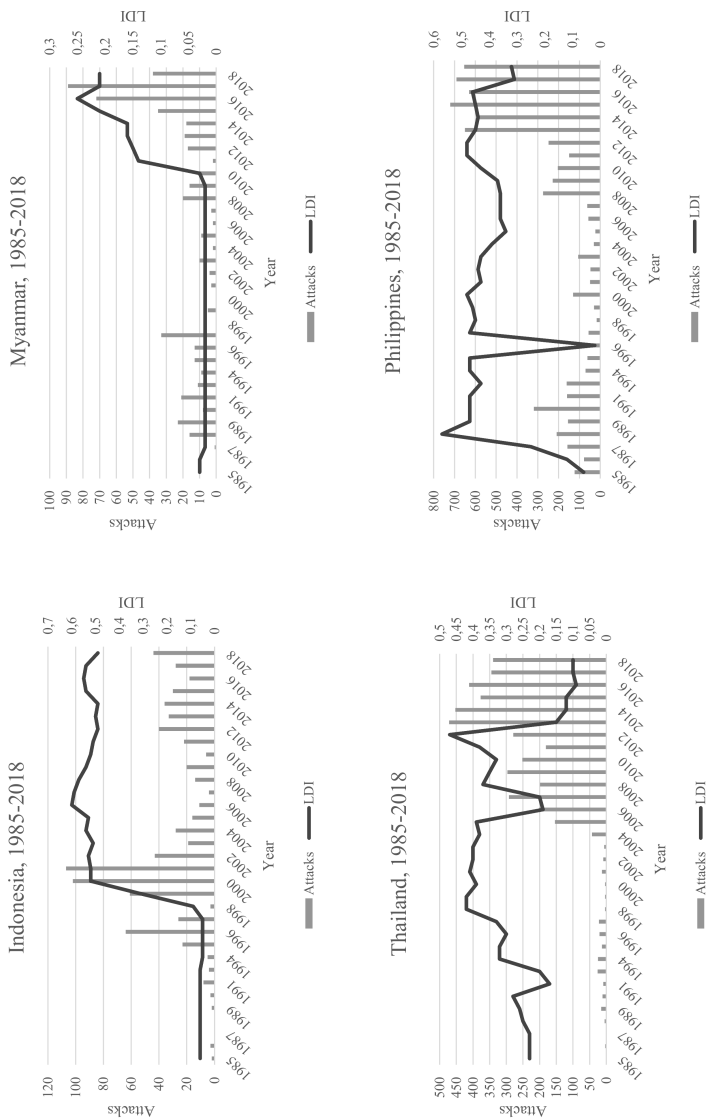 Indonesia, 1985-2018
120
100
80
60
40
20
0
Attacks
0,7
0,6
0,5
0,4
0,3
0,2
0,1
0
LDI
1985 1987 1989 1991 1994 1996 1998 2000 2002 2004 2006 2008 2010 2012 2014 2016 2018
Year
Attacks LDI
Myanmar, 1985-2018
100
90
80
70
60
50
40
30
20
10
0
Attacks
0,3
0,25
0,2
0,15
0,1
0,05
0
LDI
1985 1987 1989 1991 1994 1996 1998 2000 2002 2004 2006 2008 2010 2012 2014 2016 2018
Year
Attacks LDI
Thailand, 1985-2018
500
450
400
350
300
250
200
150
100
50
0
Attacks
0,5
0,45
0,4
0,35
0,3
0,25
0,2
0,15
0,1
0,05
0
LDI
1985 1987 1989 1991 1994 1996 1998 2000 2002 2004 2006 2008 2010 2012 2014 2016 2018
Year
Attacks LDI
Philippines, 1985-2018
800
700
600
500
400
300
200
100
0
Attacks
0,6
0,5
0,4
0,3
0,2
0,1
0
LDI
1985 1987 1989 1991 1994 1996 1998 2000 2002 2004 2006 2008 2010 2012 2014 2016 2018
Year
Attacks LDI